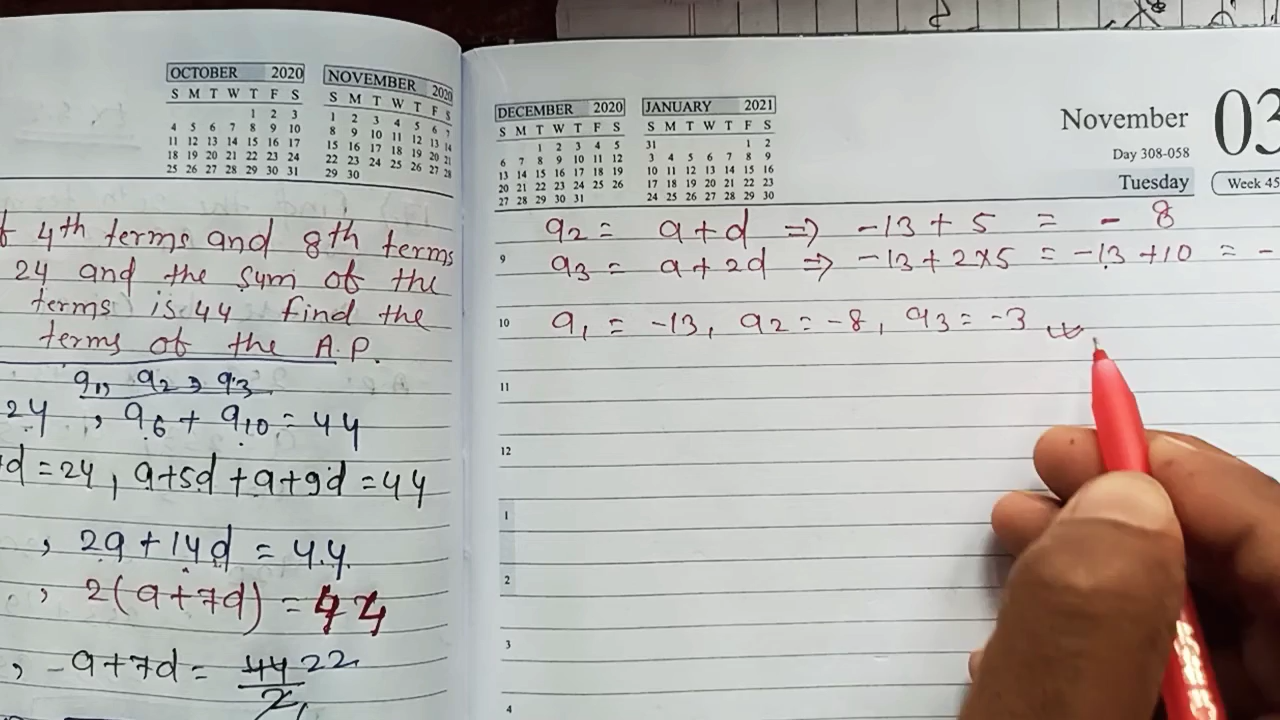 OCTOBER 2020
S M T W T F S
1 2 3
4 5 6 7 8 9 10
11 12 13 14 15 16 17
18 19 20 21 22 23 24
25 26 27 28 29 30 31
NOVEMBER 2020
S M T W T F S
1 2 3 4 5 6 7
8 9 10 11 12 13 14
15 16 17 18 19 20 21
22 23 24 25 26 27 28
29 30
4th terms and 8th terms
24 and the sum of the
terms is 44 find the
terms of the A.P.
a1, a2, a3
24, a6 + a10 = 44
d = 24, a+5d + a+9d = 44
, 2a + 14d = 44
, 2(a+7d) = 44
, -a+7d = 44/2 22
DECEMBER 2020
S M T W T F S
1 2 3 4 5
6 7 8 9 10 11 12
13 14 15 16 17 18 19
20 21 22 23 24 25 26
27 28 29 30 31
JANUARY 2021
S M T W T F S
31 1 2
3 4 5 6 7 8 9
10 11 12 13 14 15 16
17 18 19 20 21 22 23
24 25 26 27 28 29 30
November 03
Day 308-058
Tuesday Week 45
a2 = a+d ⇒ -13 + 5 = - 8
9 a3 = a+2d ⇒ -13+2×5 = -13+10 = -
10 a1 = -13, a2 = -8, a3 = -3
11
12
1
2
3
4